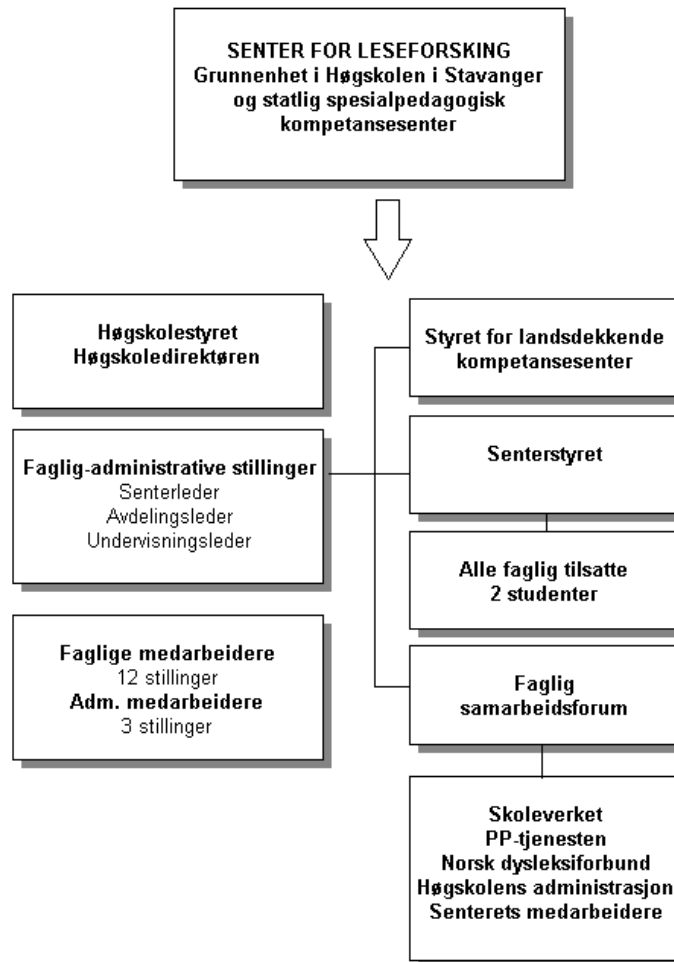 SENTER FOR LESEFORSKING
Grunnenhet i Høgskolen i Stavanger
og statlig spesialpedagogisk
kompetansesenter
Høgskolestyret
Høgskoledirektøren
Faglig-administrative stillinger
Senterleder
Avdelingsleder
Undervisningsleder
Faglige medarbeidere
12 stillinger
Adm. medarbeidere
3 stillinger
Styret for landsdekkende
kompetansesenter
Senterstyret
Alle faglig tilsatte
2 studenter
Faglig
samarbeidsforum
Skoleverket
PP-tjenesten
Norsk dysleksiforbund
Høgskolens administrasjon
Senterets medarbeidere